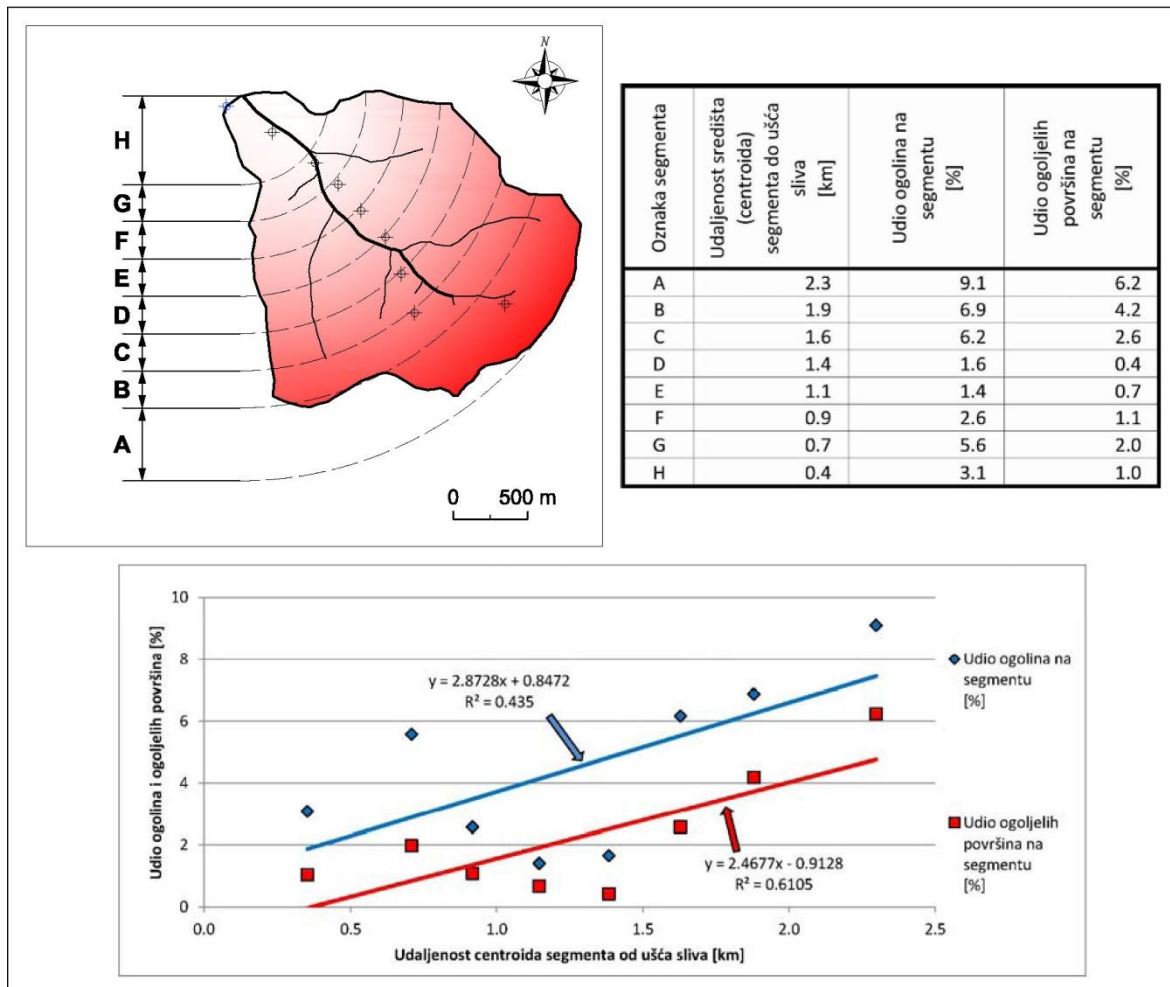 N
H
G
F
E
D
C
B
A
0 500 m
Oznaka segmenta
Udaljenost središta
(centroida)
segmenta do ušća
sliva
[km]
Udio ogolina na
segmentu
[%]
Udio ogoljelih
površina na
segmentu
[%]
A 2.3 9.1 6.2
B 1.9 6.9 4.2
C 1.6 6.2 2.6
D 1.4 1.6 0.4
E 1.1 1.4 0.7
F 0.9 2.6 1.1
G 0.7 5.6 2.0
H 0.4 3.1 1.0
Udio ogolina i ogoljelih površina [%]
10
8
6
4
2
0
y = 2.8728x + 0.8472
R² = 0.435
y = 2.4677x - 0.9128
R² = 0.6105
0.0 0.5 1.0 1.5 2.0 2.5
Udaljenost centroida segmenta od ušća sliva [km]
Udio ogolina na
segmentu
[%]
Udio ogoljelih
površina na
segmentu
[%]